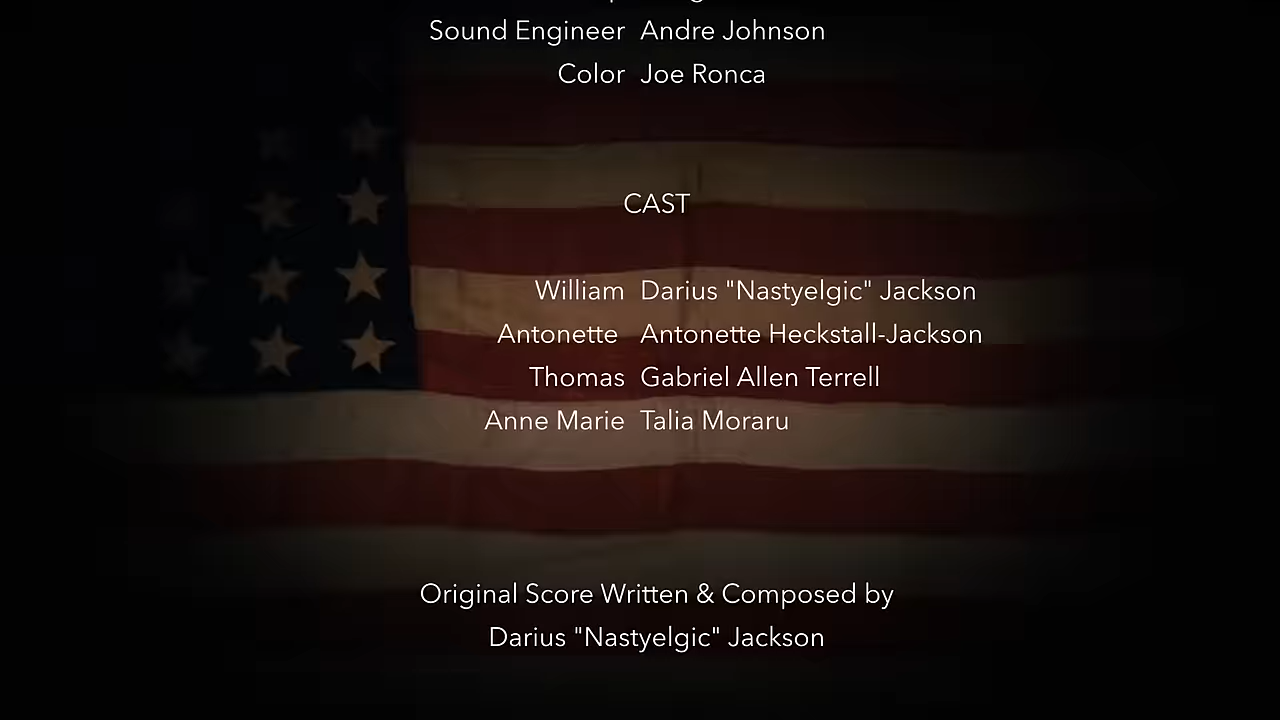 Sound Engineer Andre Johnson
Color Joe Ronca
CAST
William Darius "Nastyelgic" Jackson
Antonette Antonette Heckstall-Jackson
Thomas Gabriel Allen Terrell
Anne Marie Talia Moraru
Original Score Written & Composed by
Darius "Nastyelgic" Jackson